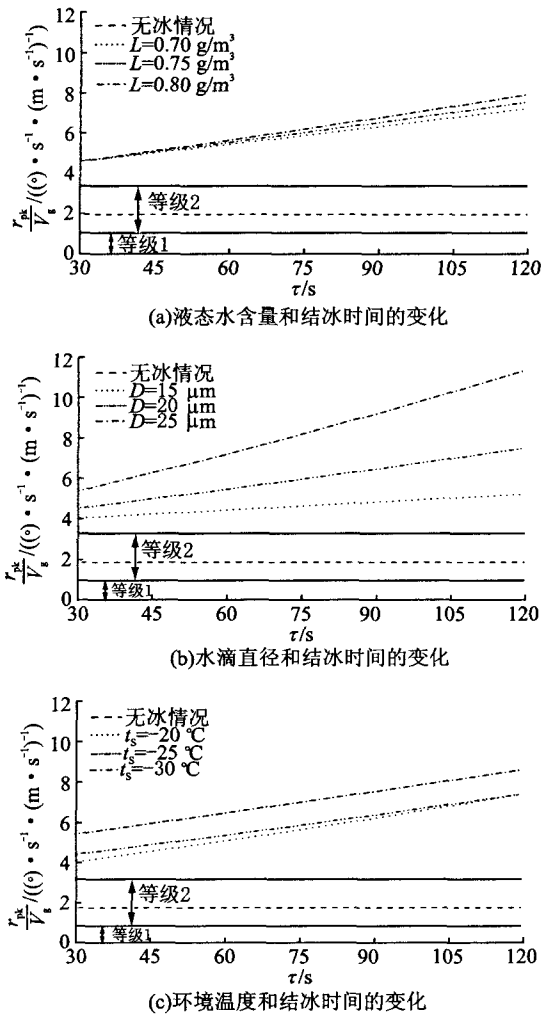 12
10
8
6
4
2
0
r_pk/V_g/((°)·s⁻¹·(m·s⁻¹)⁻¹)
无冰情况
L=0.70 g/m³
L=0.75 g/m³
L=0.80 g/m³
等级2
等级1
30 45 60 75 90 105 120
τ/s
(a)液态水含量和结冰时间的变化
12
10
8
6
4
2
0
r_pk/V_g/((°)·s⁻¹·(m·s⁻¹)⁻¹)
无冰情况
D=15 μm
D=20 μm
D=25 μm
等级2
等级1
30 45 60 75 90 105 120
τ/s
(b)水滴直径和结冰时间的变化
12
10
8
6
4
2
0
r_pk/V_g/((°)·s⁻¹·(m·s⁻¹)⁻¹)
无冰情况
t_s=-20 ℃
t_s=-25 ℃
t_s=-30 ℃
等级2
等级1
30 45 60 75 90 105 120
τ/s
(c)环境温度和结冰时间的变化